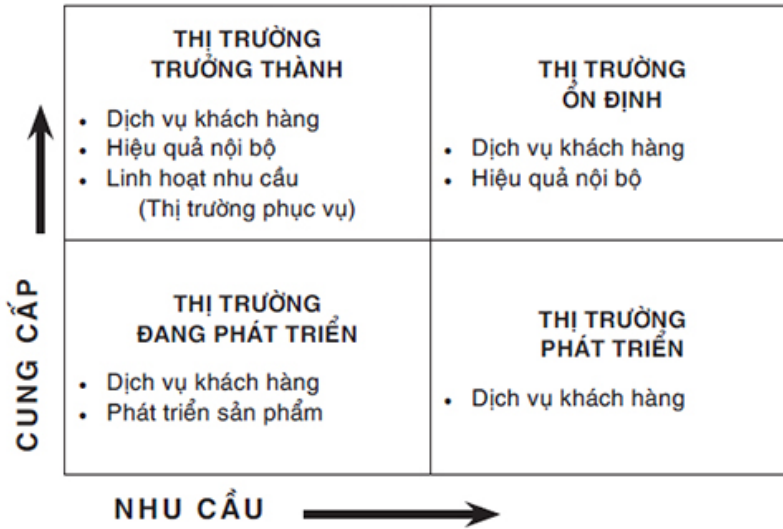 THỊ TRƯỜNG
TRƯỞNG THÀNH
• Dịch vụ khách hàng
• Hiệu quả nội bộ
• Linh hoạt nhu cầu
(Thị trường phục vụ)
THỊ TRƯỜNG
ỔN ĐỊNH
• Dịch vụ khách hàng
• Hiệu quả nội bộ
CUNG CẤP
THỊ TRƯỜNG
ĐANG PHÁT TRIỂN
• Dịch vụ khách hàng
• Phát triển sản phẩm
THỊ TRƯỜNG
PHÁT TRIỂN
• Dịch vụ khách hàng
NHU CẦU